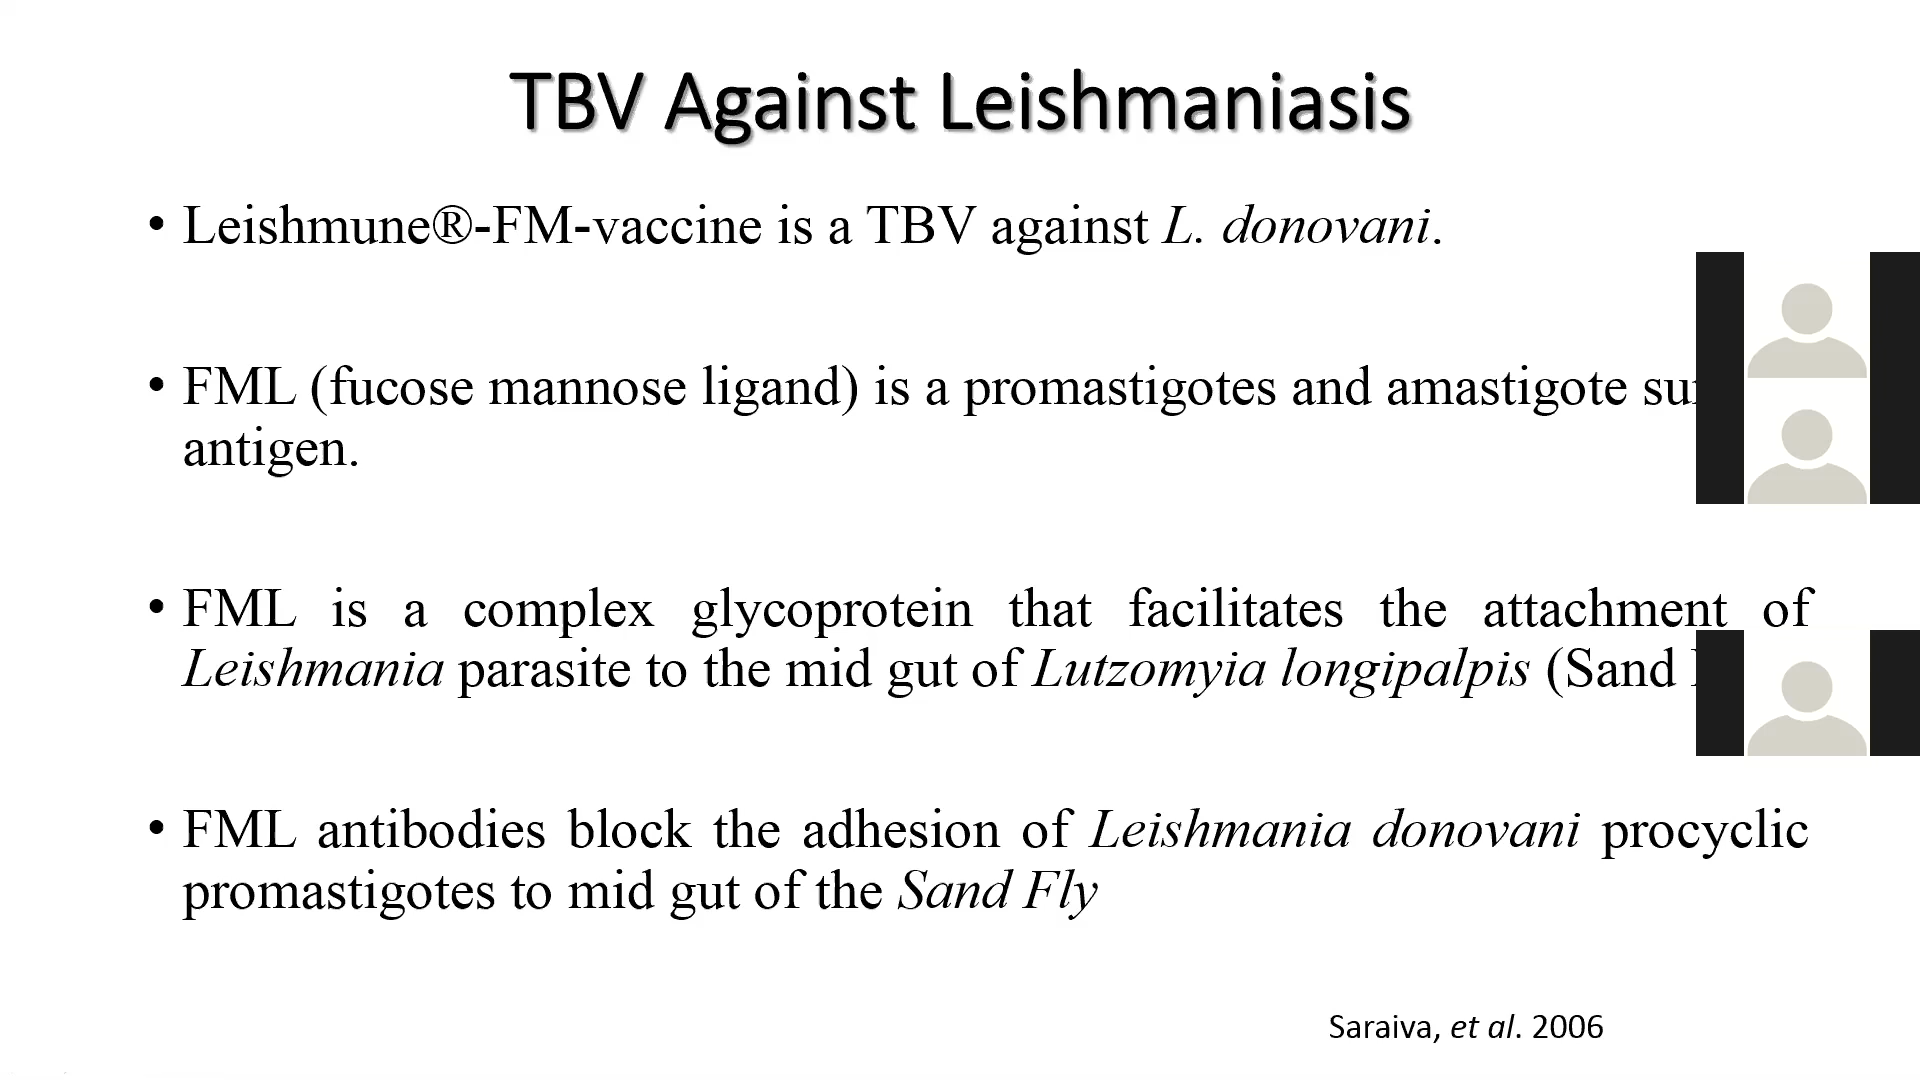 TBV Against Leishmaniasis
• Leishmune®-FM-vaccine is a TBV against L. donovani.
• FML (fucose mannose ligand) is a promastigotes and amastigote
antigen.
• FML is a complex glycoprotein that facilitates the attachment of
Leishmania parasite to the mid gut of Lutzomyia longipalpis (Sand
• FML antibodies block the adhesion of Leishmania donovani procyclic
promastigotes to mid gut of the Sand Fly
Saraiva, et al. 2006